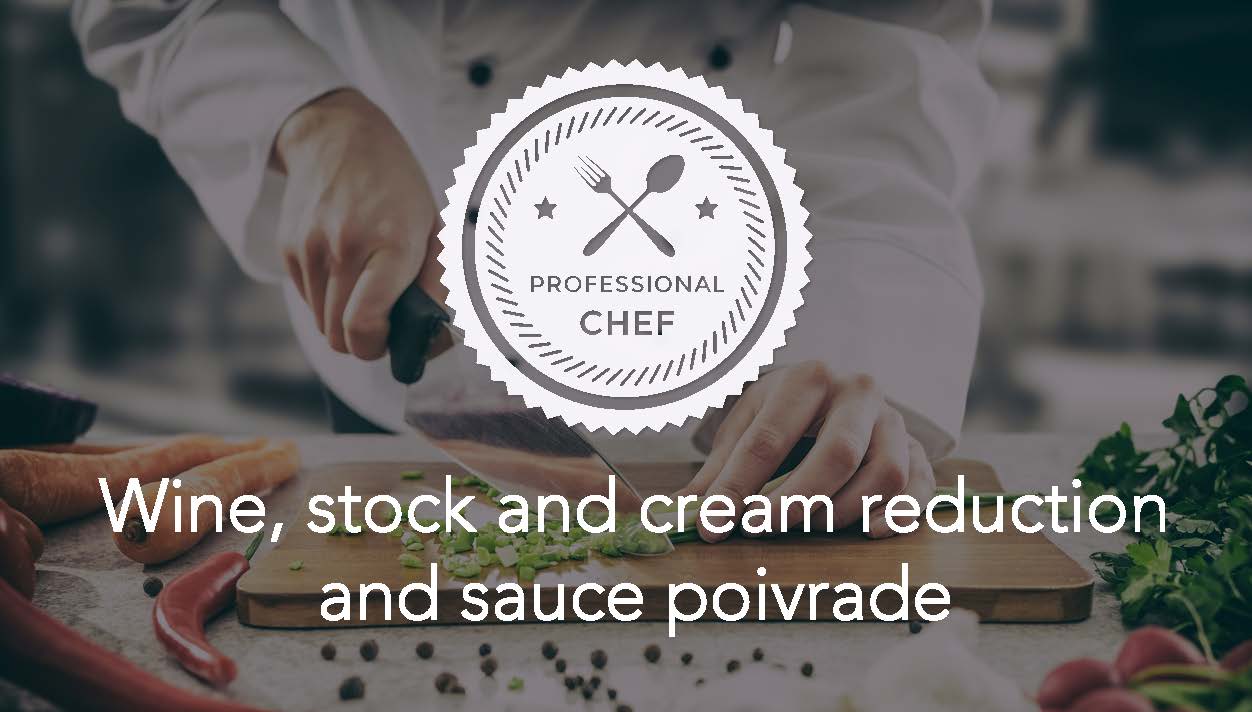 PROFESSIONAL
CHEF
Wine, stock and cream reduction
and sauce poivrade